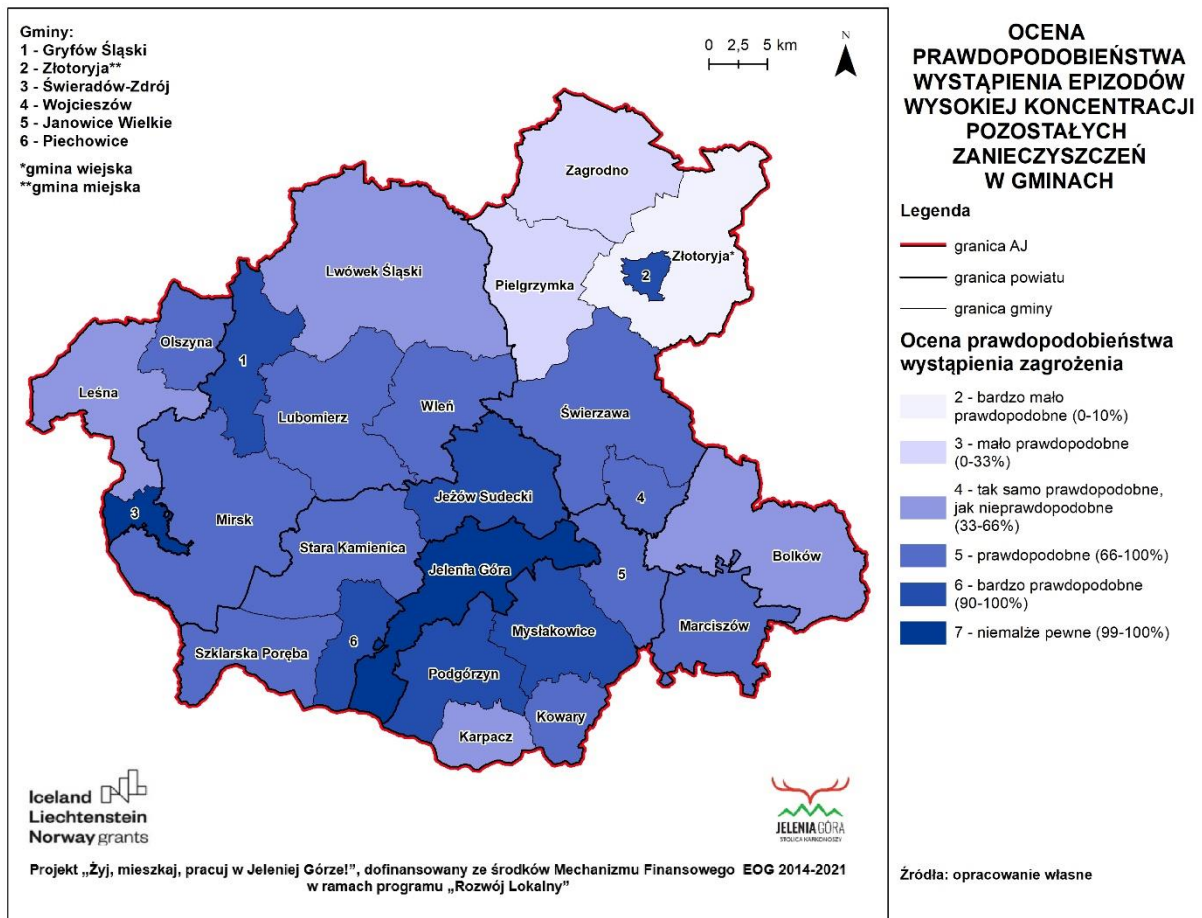 Gminy:
1 - Gryfów Śląski
2 - Złotoryja**
3 - Świeradów-Zdrój
4 - Wojcieszów
5 - Janowice Wielkie
6 - Piechowice
*gmina wiejska
**gmina miejska
0 2,5 5 km
N
Zagrodno
Złotoryja*
2
Pielgrzymka
Lwówek Śląski
Olszyna
1
Leśna
Lubomierz
Wleń
Świerzawa
Jeżów Sudecki
4
3
Mirsk
Stara Kamienica
Jelenia Góra
5
Bolków
Mysłakowice
Marciszów
6
Szklarska Poręba
Podgórzyn
Kowary
Karpacz
Iceland
Liechtenstein
Norway grants
JELENIA GÓRA
STOLICA KARKONOSZY
Projekt „Żyj, mieszkaj, pracuj w Jeleniej Górze!”, dofinansowany ze środków Mechanizmu Finansowego EOG 2014-2021
w ramach programu „Rozwój Lokalny”
OCENA
PRAWDOPODOBIEŃSTWA
WYSTĄPIENIA EPIZODÓW
WYSOKIEJ KONCENTRACJI
POZOSTAŁYCH
ZANIECZYSZCZEŃ
W GMINACH
Legenda
granica AJ
granica powiatu
granica gminy
Ocena prawdopodobieństwa
wystąpienia zagrożenia
2 - bardzo mało
prawdopodobne (0-10%)
3 - mało prawdopodobne
(0-33%)
4 - tak samo prawdopodobne,
jak nieprawdopodobne
(33-66%)
5 - prawdopodobne (66-100%)
6 - bardzo prawdopodobne
(90-100%)
7 - niemalże pewne (99-100%)
Źródła: opracowanie własne